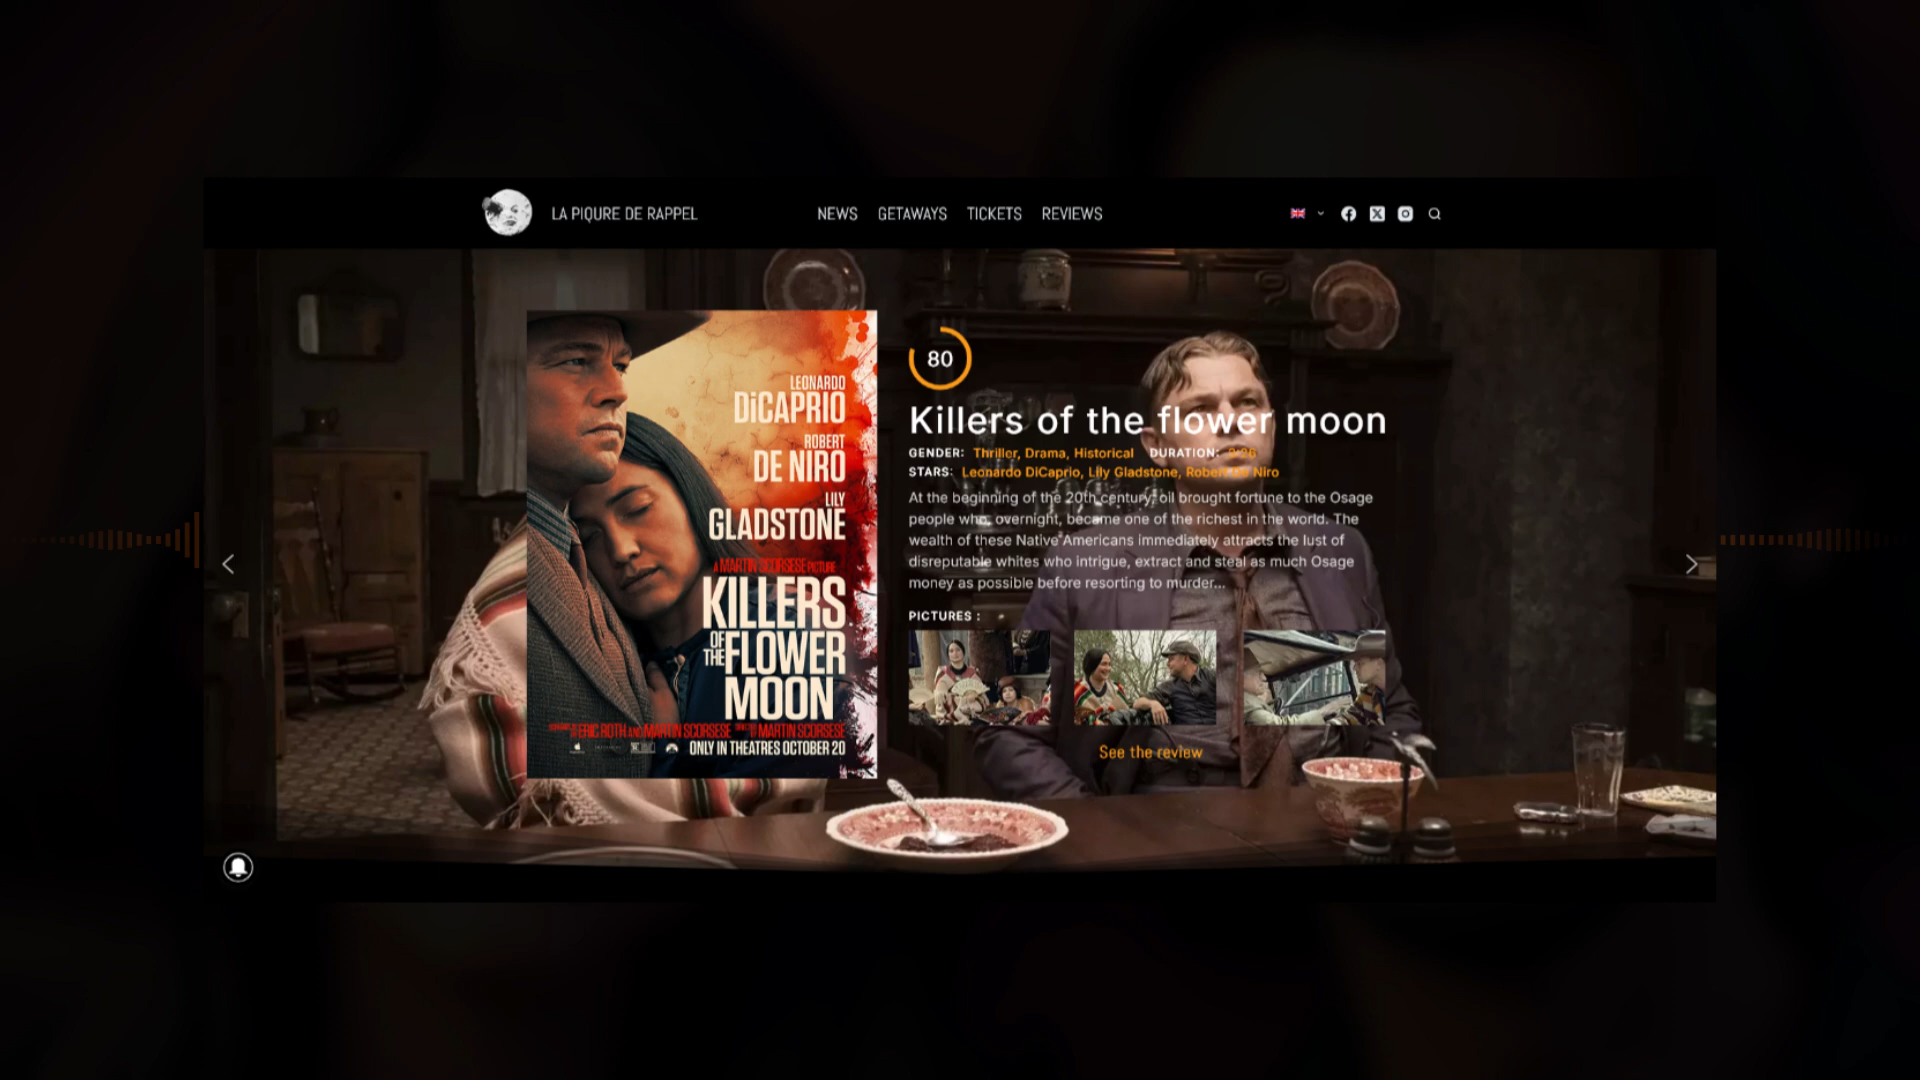 LA PIQURE DE RAPPEL
NEWS GETAWAYS TICKETS REVIEWS
LEONARDO
DiCAPRIO
ROBERT
DE NIRO
LILY
GLADSTONE
A MARTIN SCORSESE PICTURE
KILLERS
OF THE FLOWER
MOON
ERIC ROTH AND MARTIN SCORSESE MARTIN SCORSESE
ONLY IN THEATRES OCTOBER 20
80
Killers of the flower moon
GENDER: Thriller, Drama, Historical DURATION:
STARS: Leonardo DiCaprio, Lily Gladstone, Robert De Niro
At the beginning of the 20th century, oil brought fortune to the Osage
people who, overnight, became one of the richest in the world. The
wealth of these Native Americans immediately attracts the lust of
disreputable whites who intrigue, extract and steal as much Osage
money as possible before resorting to murder...
PICTURES :
See the review